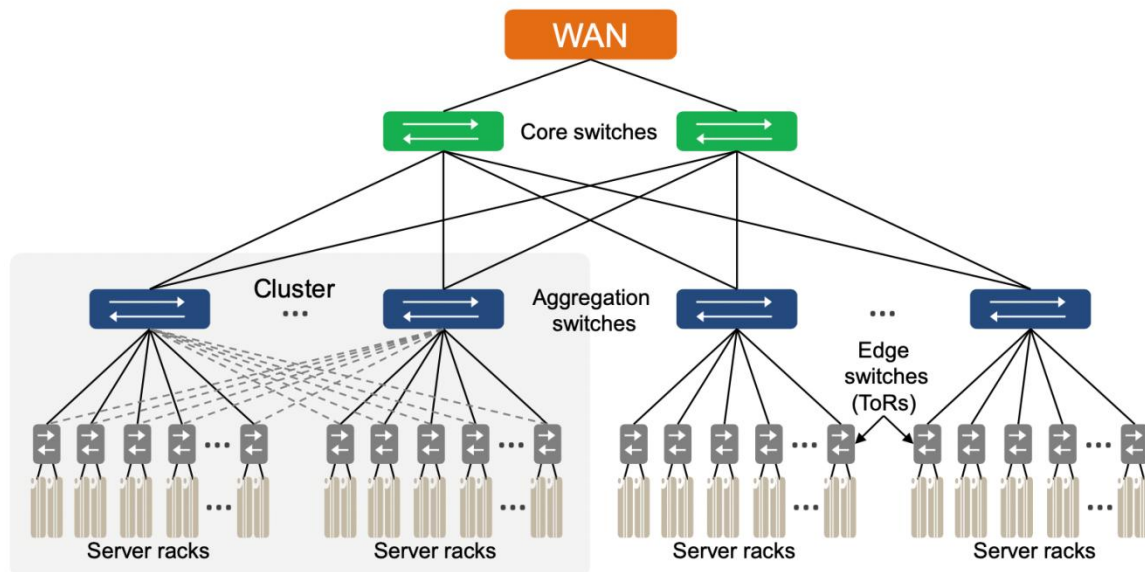 WAN
Core switches
Cluster
...
Aggregation
switches
...
Edge
switches
(ToRs)
...
...
...
...
...
...
...
...
Server racks
Server racks
Server racks
Server racks